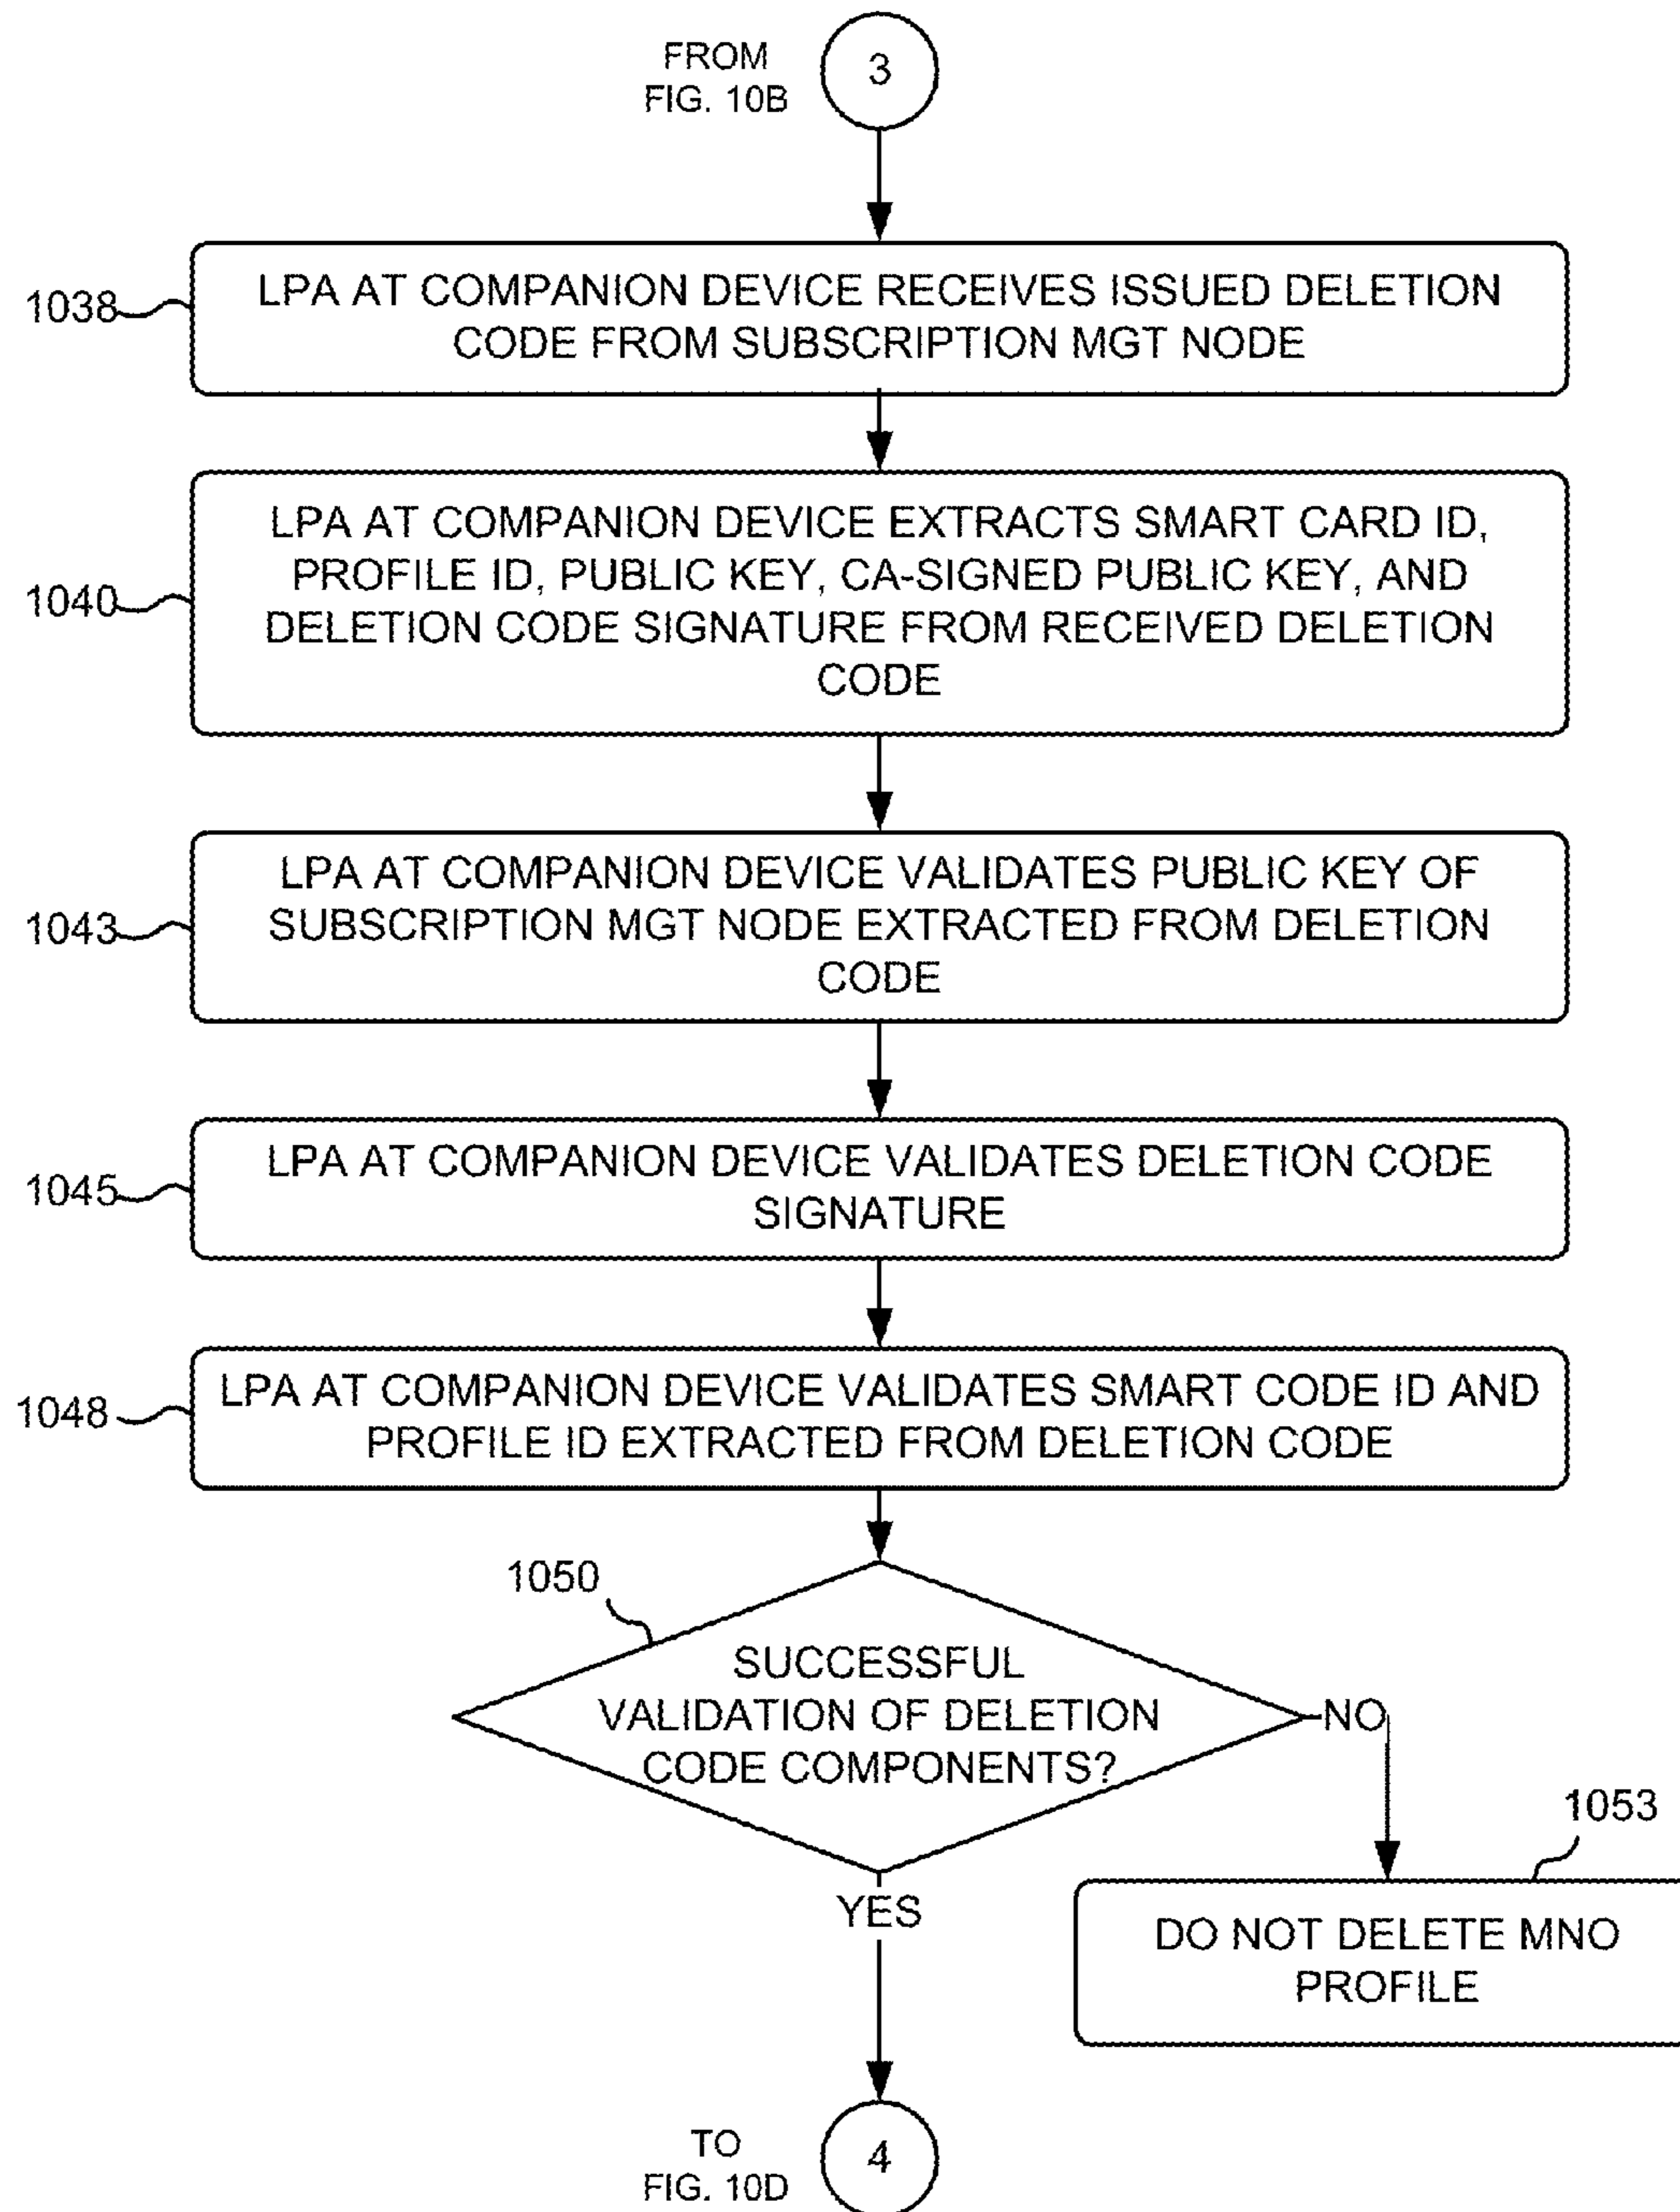 FROM
FIG. 10B
3
1038
LPA AT COMPANION DEVICE RECEIVES ISSUED DELETION
CODE FROM SUBSCRIPTION MGT NODE
1040
LPA AT COMPANION DEVICE EXTRACTS SMART CARD ID,
PROFILE ID, PUBLIC KEY, CA-SIGNED PUBLIC KEY, AND
DELETION CODE SIGNATURE FROM RECEIVED DELETION
CODE
1043
LPA AT COMPANION DEVICE VALIDATES PUBLIC KEY OF
SUBSCRIPTION MGT NODE EXTRACTED FROM DELETION
CODE
1045
LPA AT COMPANION DEVICE VALIDATES DELETION CODE
SIGNATURE
1048
LPA AT COMPANION DEVICE VALIDATES SMART CODE ID AND
PROFILE ID EXTRACTED FROM DELETION CODE
1050
SUCCESSFUL
VALIDATION OF DELETION
CODE COMPONENTS?
NO
1053
DO NOT DELETE MNO
PROFILE
YES
TO
FIG. 10D
4